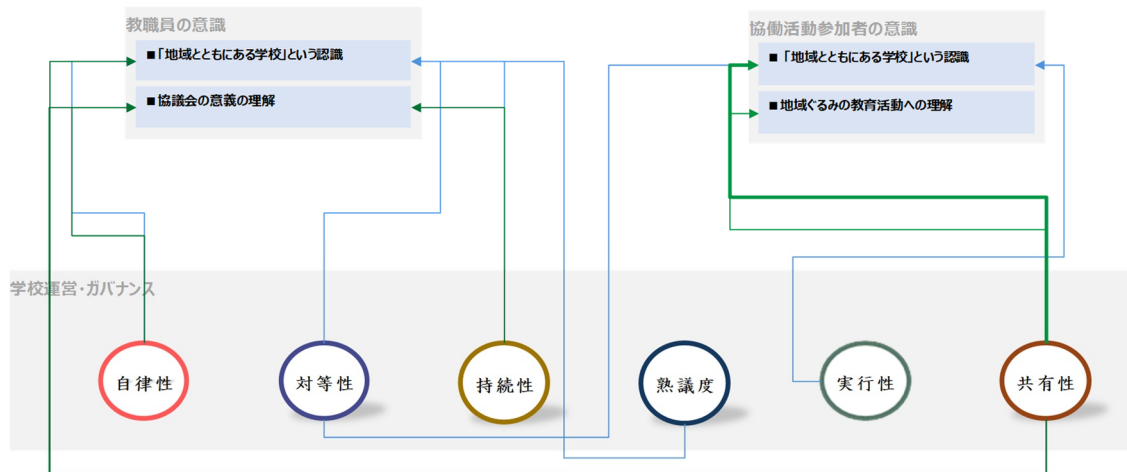 教職員の意識
■「地域とともにある学校」という認識
■協議会の意義の理解
協働活動参加者の意識
■「地域とともにある学校」という認識
■地域ぐるみの教育活動への理解
学校運営・ガバナンス
自律性
対等性
持続性
熟議度
実行性
共有性